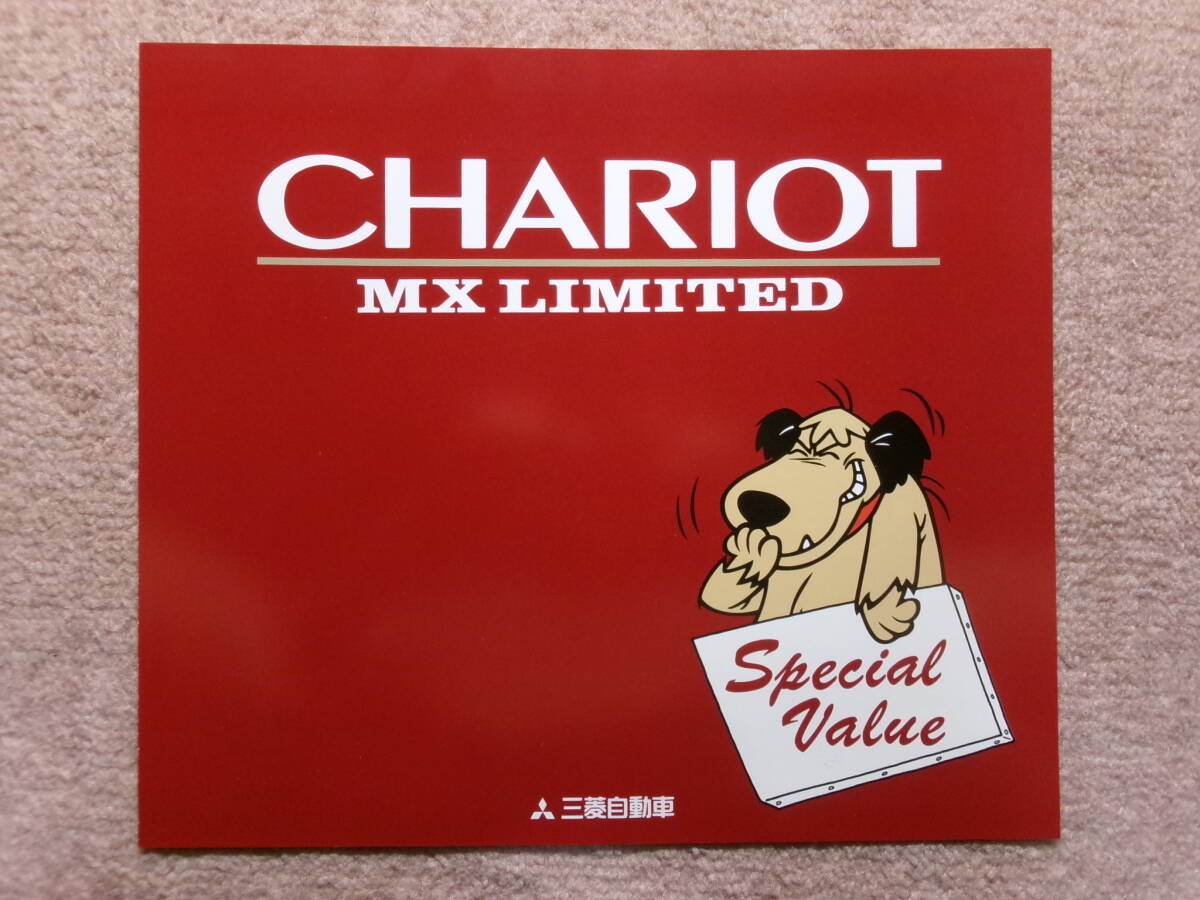 CHARIOT
MX LIMITED
Special
Value
三菱自動車